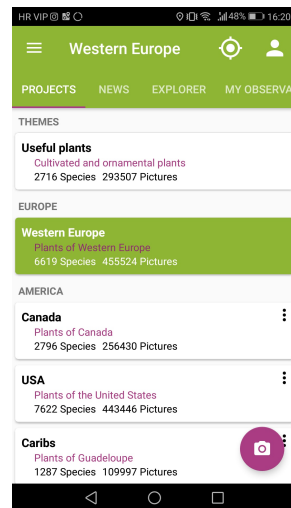 HR VIP 48% 16:20
Western Europe
PROJECTS NEWS EXPLORER MY OBSERVA
THEMES
Useful plants
Cultivated and ornamental plants
2716 Species 293507 Pictures
EUROPE
Western Europe
Plants of Western Europe
6619 Species 455524 Pictures
AMERICA
Canada
Plants of Canada
2796 Species 256430 Pictures
USA
Plants of the United States
7622 Species 443446 Pictures
Caribs
Plants of Guadeloupe
1287 Species 109997 Pictures